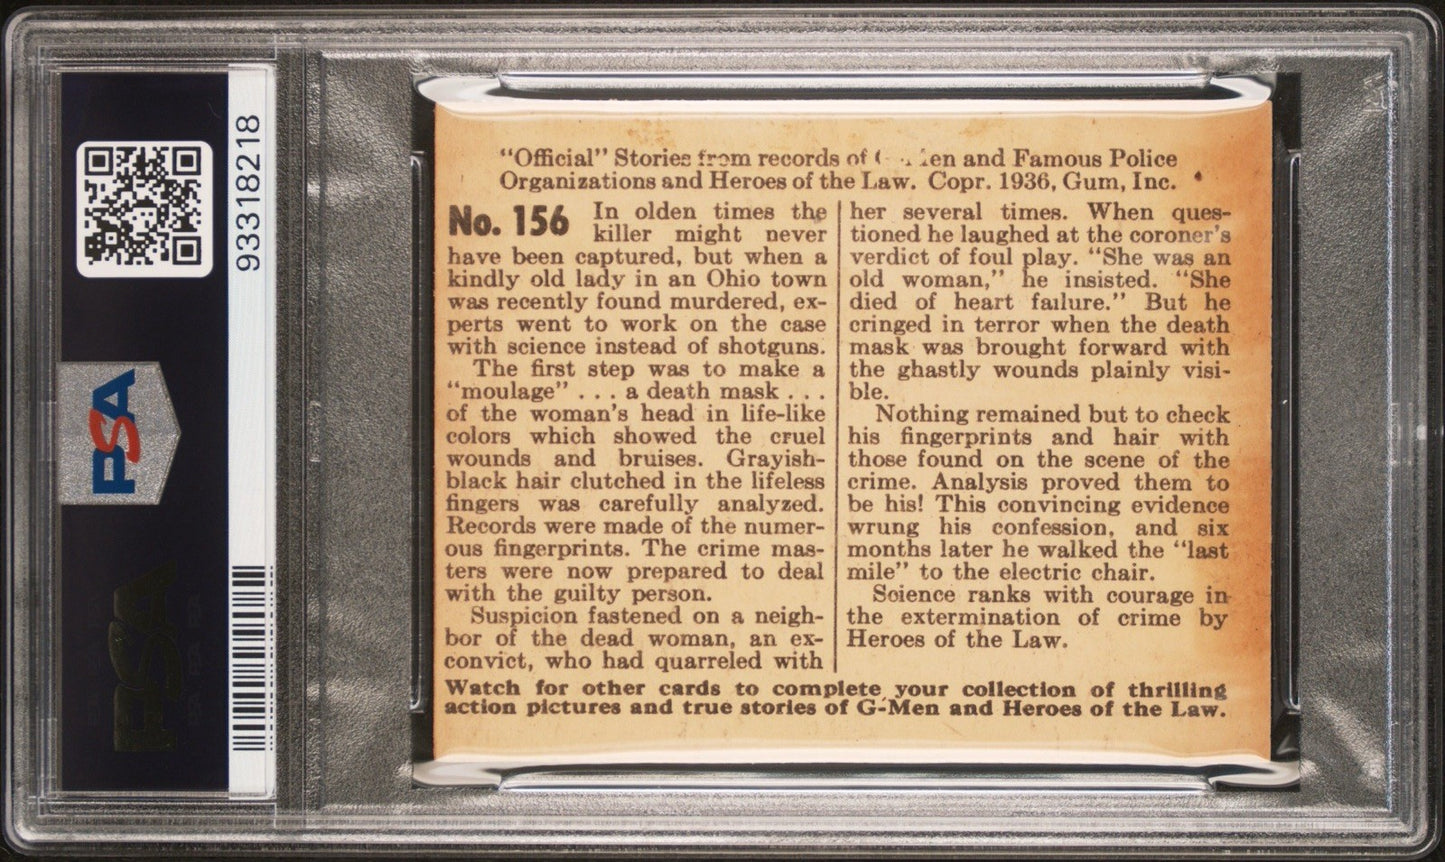 93318218
PSA
PSA
"Official" Stories from records of en and Famous Police
Organizations and Heroes of the Law. Copr. 1936, Gum, Inc.
No. 156 In olden times the
killer might never
have been captured, but when a
kindly old lady in an Ohio town
was recently found murdered, ex-
perts went to work on the case
with science instead of shotguns.
The first step was to make a
"moulage" . . . a death mask . . .
of the woman's head in life-like
colors which showed the cruel
wounds and bruises. Grayish-
black hair clutched in the lifeless
fingers was carefully analyzed.
Records were made of the numer-
ous fingerprints. The crime mas-
ters were now prepared to deal
with the guilty person.
Suspicion fastened on a neigh-
bor of the dead woman, an ex-
convict, who had quarreled with
her several times. When ques-
tioned he laughed at the coroner's
verdict of foul play. "She was an
old woman," he insisted. "She
died of heart failure." But he
cringed in terror when the death
mask was brought forward with
the ghastly wounds plainly visi-
ble.
Nothing remained but to check
his fingerprints and hair with
those found on the scene of the
crime. Analysis proved them to
be his! This convincing evidence
wrung his confession, and six
months later he walked the "last
mile" to the electric chair.
Science ranks with courage in
the extermination of crime by
Heroes of the Law.
Watch for other cards to complete your collection of thrilling
action pictures and true stories of G-Men and Heroes of the Law.